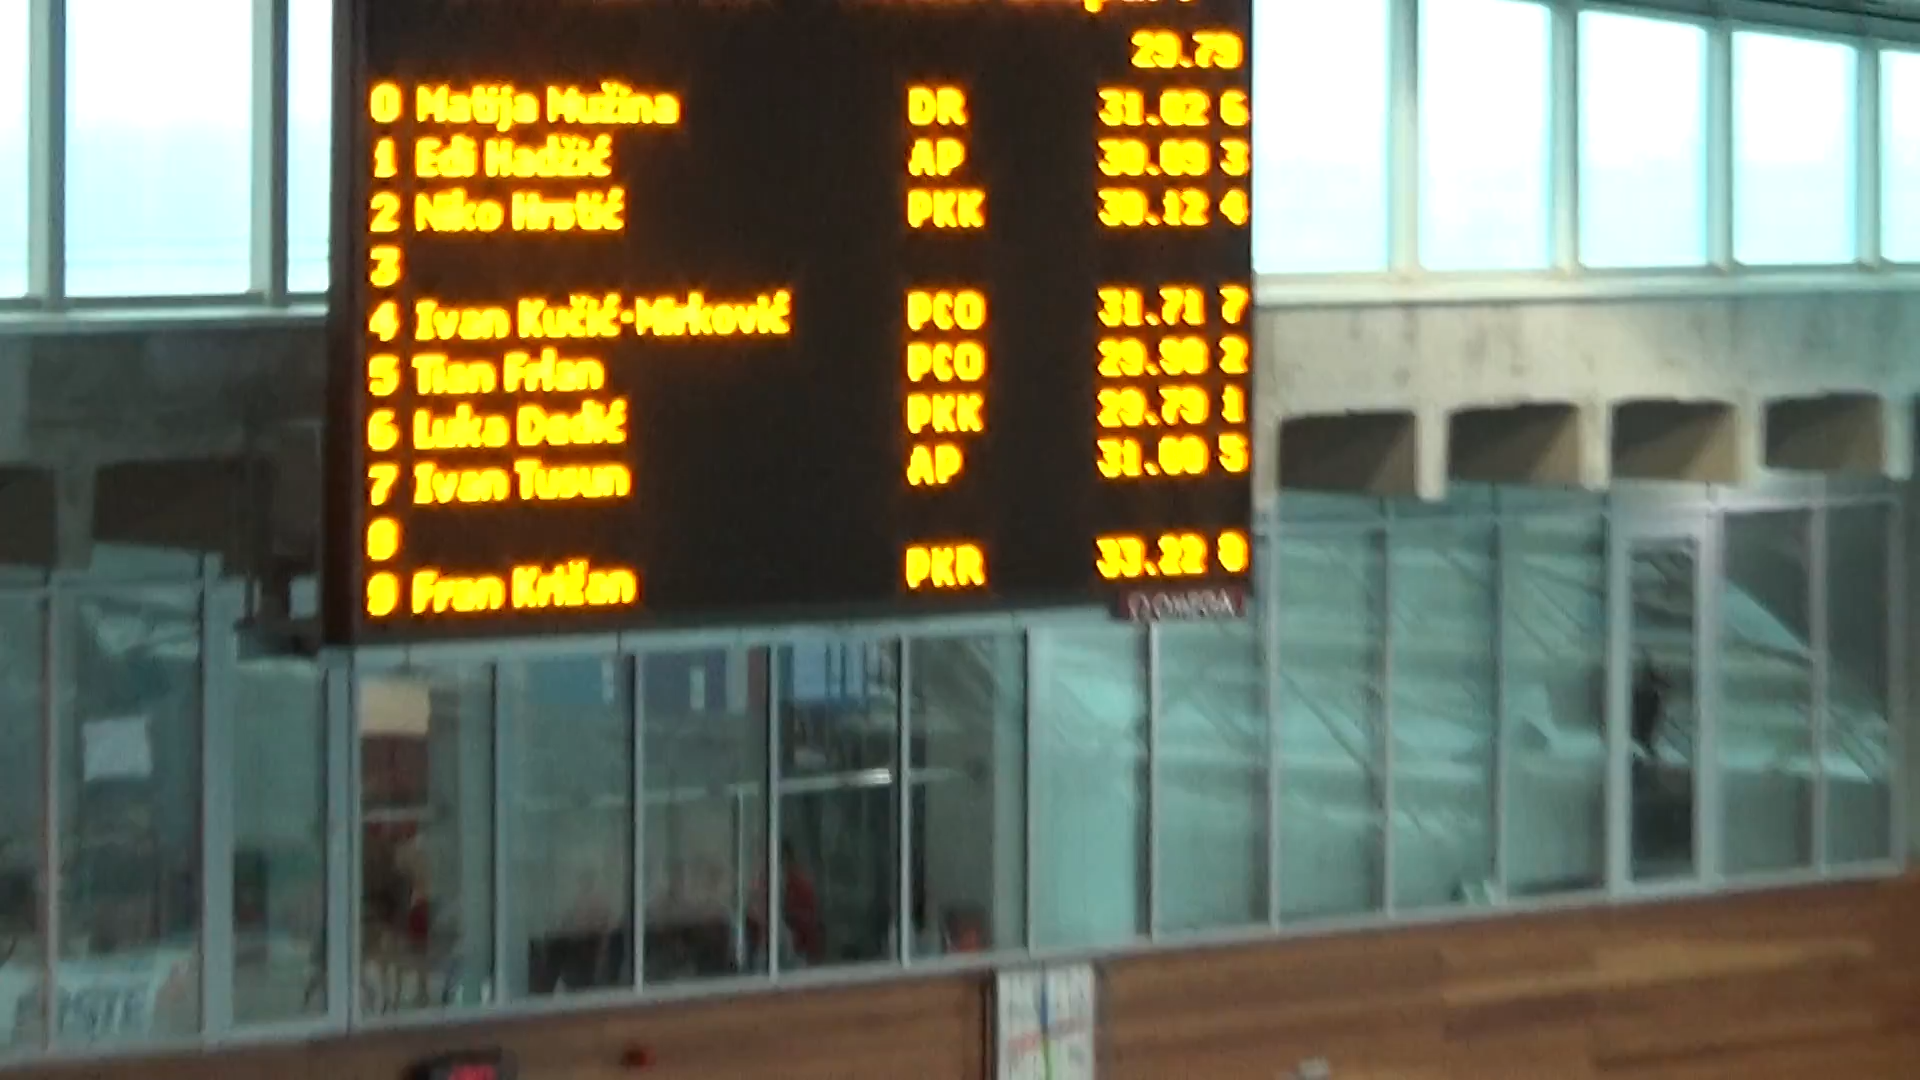 29.79
0 Matija Mužina DR 31.02 6
1 Edi Hadžić AP 30.09 3
2 Niko Hrstić PKK 30.12 4
3
4 Ivan Kučić-Mirković PCO 31.71 7
5 Tian Frlan PCO 29.98 2
6 Luka Dedić PKK 29.79 1
7 Ivan Tusun AP 31.00 5
8
9 Fran Križan PKR 33.22 8
OMEGA